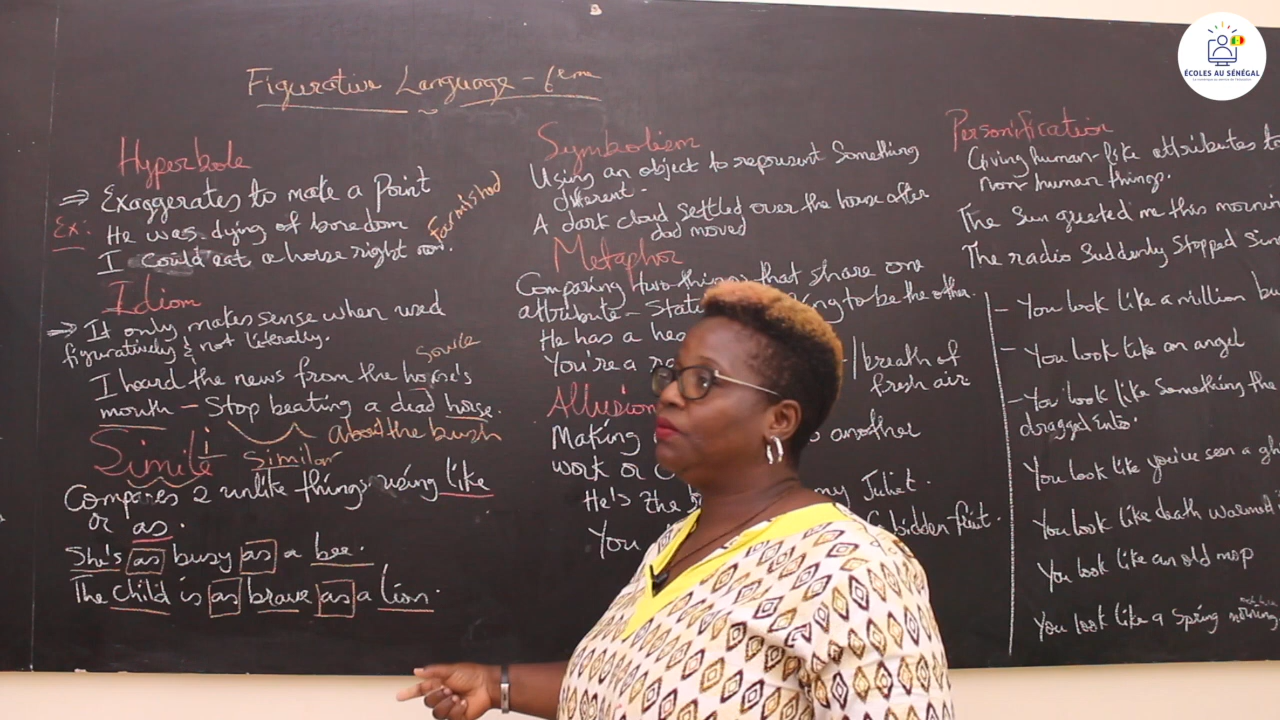 Figurative Language - 6eme
Hyperbole
⇒ Exaggerates to make a point
Ex: He was dying of boredom
I could eat a horse right now.
Famished
Idiom
⇒ It only makes sense when used
figuratively & not literally.
I heard the news from the horse's
Source
mouth - Stop beating a dead horse.
about the bush
Simile
Similar
Compares 2 unlike things using like
or as.
She's as busy as a bee.
The child is as brave as a lion.
Symbolism
Using an object to represent Something
different.
A dark cloud settled over the house after
dad moved
Metaphor
Comparing two things that share one
attribute -
to be the other.
He has a
You're a
/ breath of
fresh air
Allusion
Making
another
work or
He's the
my Juliet.
You
fruit.
Personification
Giving human-like attributes to
non-human things.
The Sun greeted me this
The radio Suddenly Stopped
- You look like a million
- You look like an angel
- You look like Something the
dragged
You look like you've seen a
You look like death warmed
You look like an old mop
You look like a Spring
ÉCOLES AU SÉNÉGAL